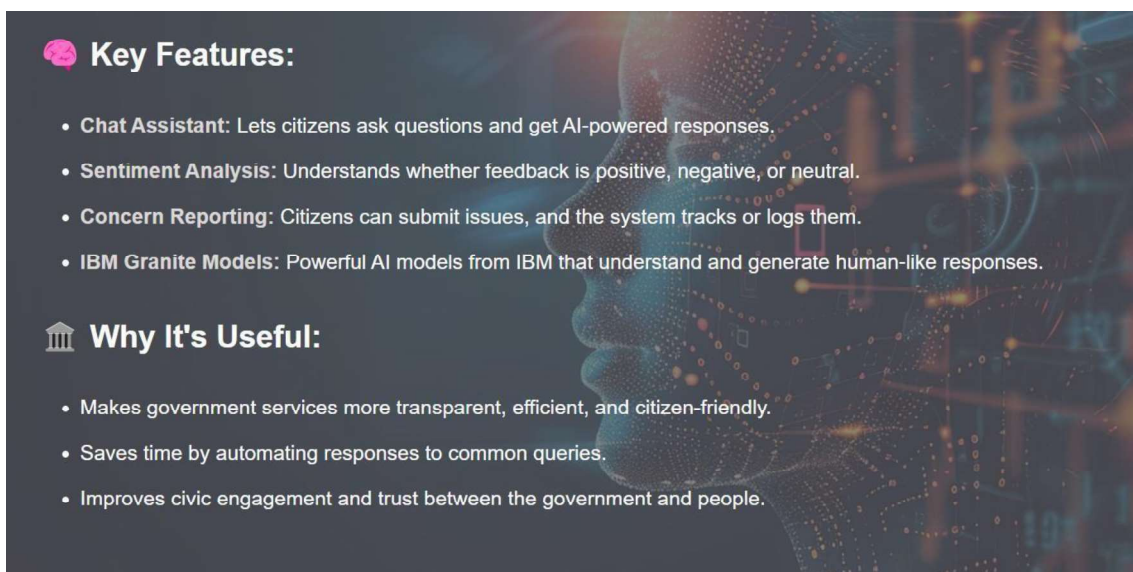 Key Features:
• Chat Assistant: Lets citizens ask questions and get AI-powered responses.
• Sentiment Analysis: Understands whether feedback is positive, negative, or neutral.
• Concern Reporting: Citizens can submit issues, and the system tracks or logs them.
• IBM Granite Models: Powerful AI models from IBM that understand and generate human-like responses.
Why It's Useful:
• Makes government services more transparent, efficient, and citizen-friendly.
• Saves time by automating responses to common queries.
• Improves civic engagement and trust between the government and people.